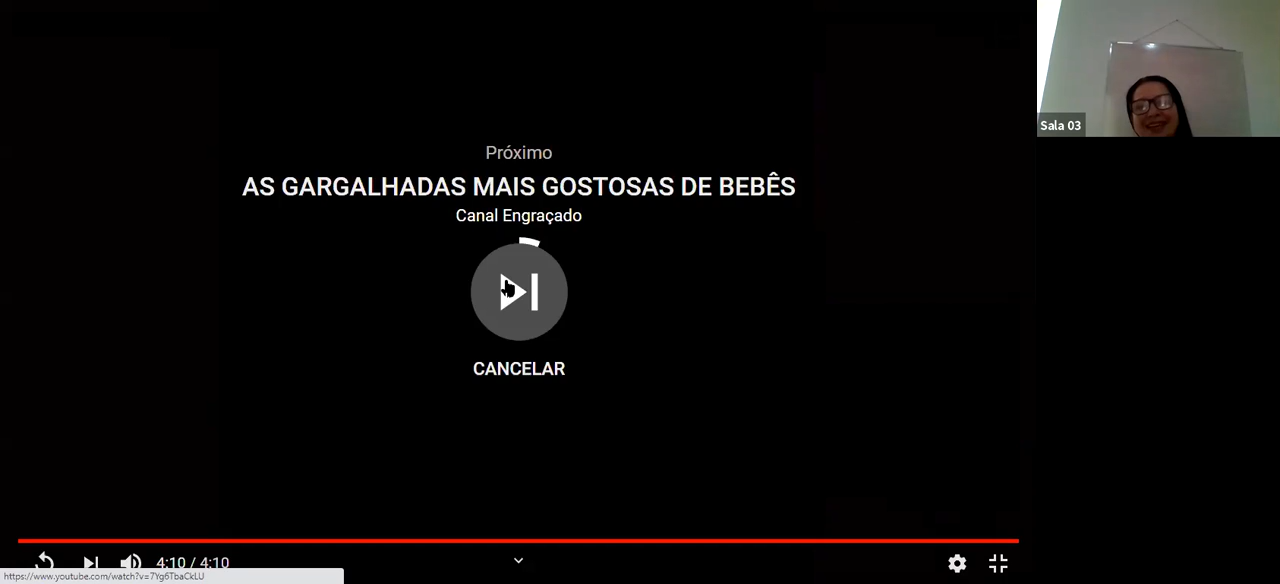 Próximo
AS GARGALHADAS MAIS GOSTOSAS DE BEBÊS
Canal Engraçado
CANCELAR
4:10 / 4:10
https://www.youtube.com/watch?v=7Yg6TbaCkLU
Sala 03